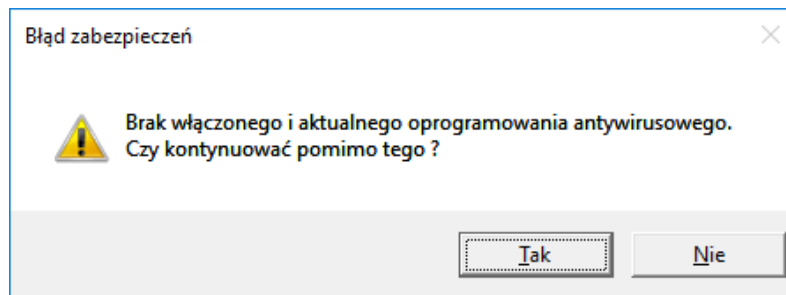 Błąd zabezpieczeń
Brak włączonego i aktualnego oprogramowania antywirusowego.
Czy kontynuować pomimo tego ?
Tak
Nie